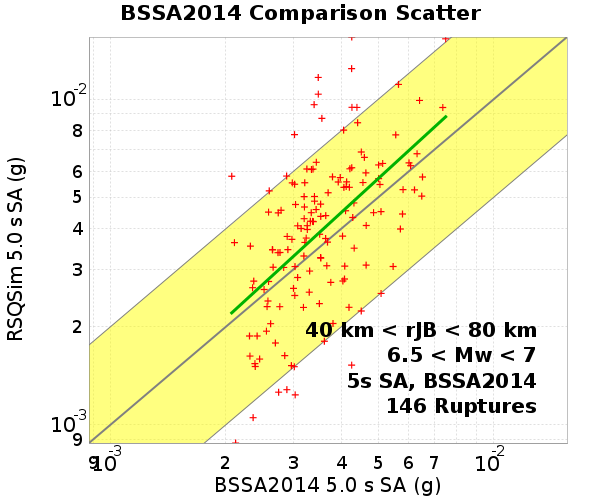 BSSA2014 Comparison Scatter
RSQSim 5.0 s SA (g)
10-2
8
6
5
4
3
2
10-3
9
40 km < rJB < 80 km
6.5 < Mw < 7
5s SA, BSSA2014
146 Ruptures
9 10-3 2 3 4 5 6 7 10-2
BSSA2014 5.0 s SA (g)